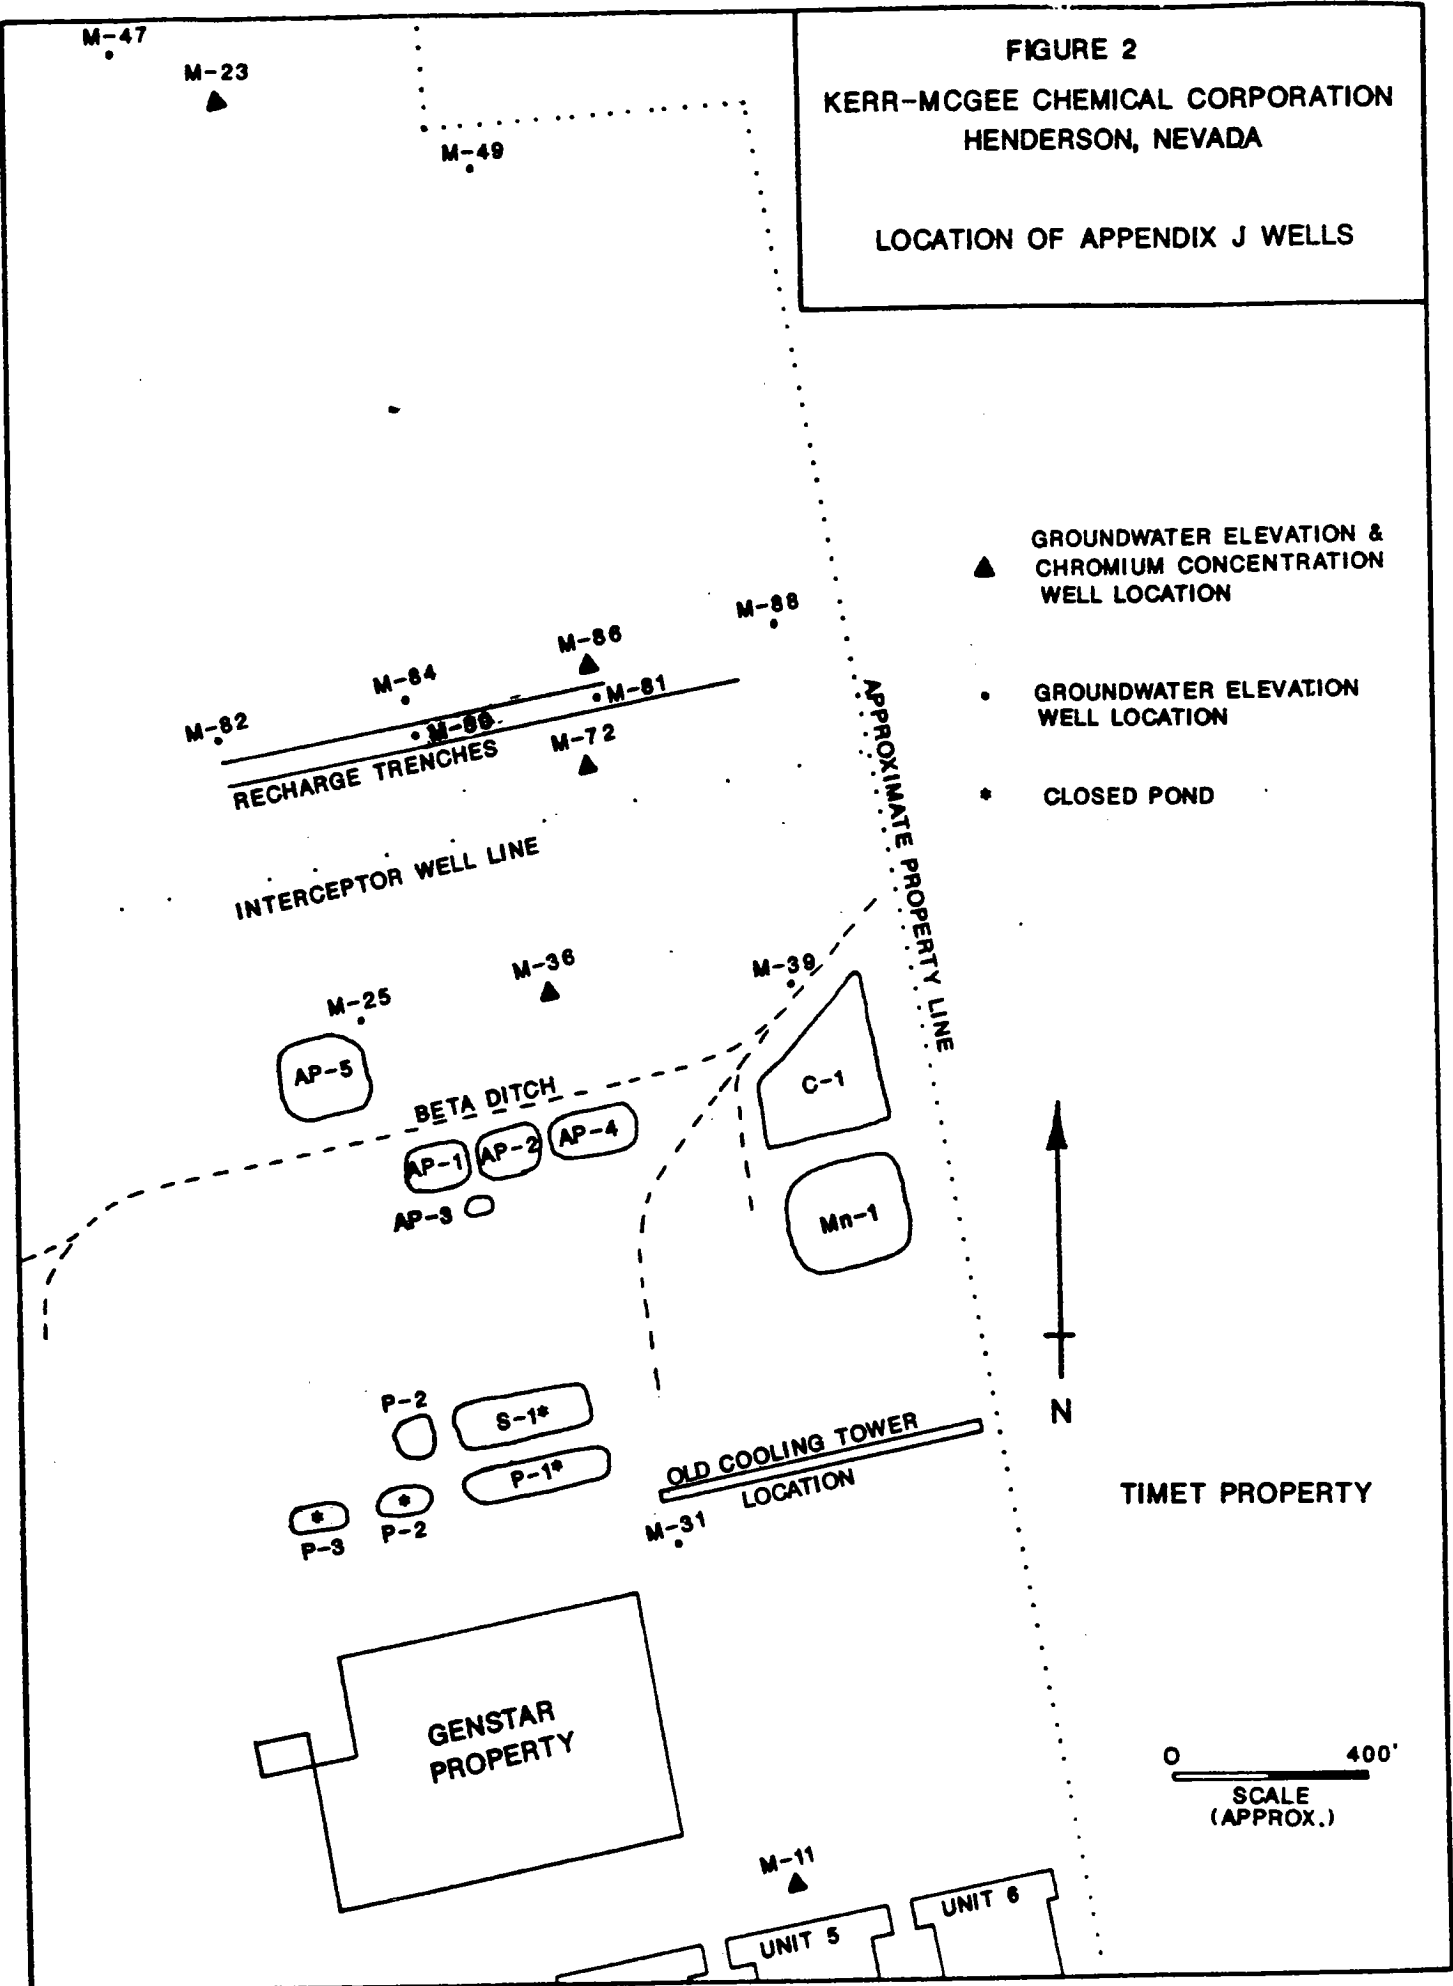 FIGURE 2
KERR-MCGEE CHEMICAL CORPORATION
HENDERSON, NEVADA
LOCATION OF APPENDIX J WELLS
M-47
M-23
M-49
GROUNDWATER ELEVATION &
CHROMIUM CONCENTRATION
WELL LOCATION
GROUNDWATER ELEVATION
WELL LOCATION
* CLOSED POND
M-88
M-86
M-84
M-81
M-82
M-72
RECHARGE TRENCHES
APPROXIMATE PROPERTY LINE
INTERCEPTOR WELL LINE
M-36
M-39
M-25
AP-5
C-1
BETA DITCH
AP-1
AP-2
AP-4
AP-3
Mn-1
N
P-2
S-1*
P-1*
*
P-3
*
P-2
OLD COOLING TOWER
LOCATION
M-31
TIMET PROPERTY
GENSTAR
PROPERTY
0 400'
SCALE
(APPROX.)
M-11
UNIT 5
UNIT 6